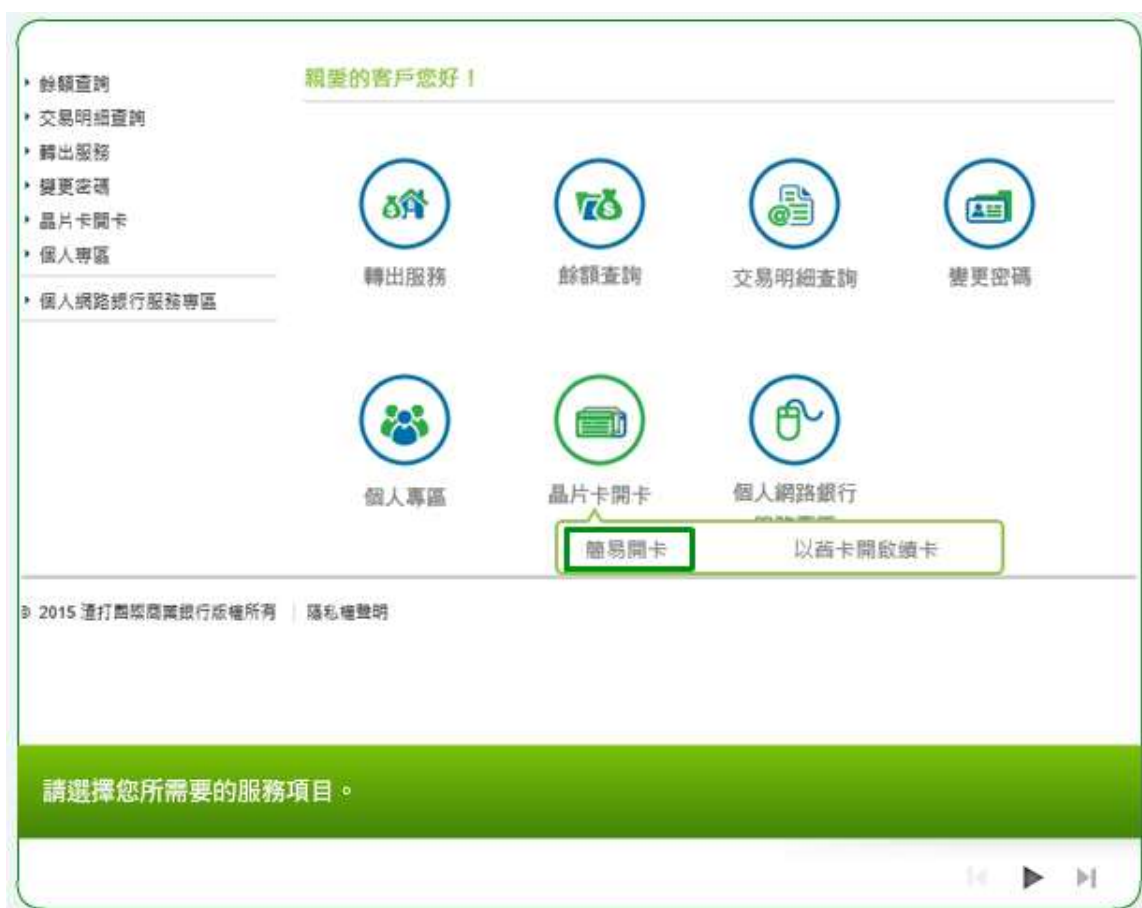 親愛的客戶您好！
餘額查詢
交易明細查詢
轉出服務
變更密碼
晶片卡開卡
個人專區
個人網路銀行服務專區
轉出服務
餘額查詢
交易明細查詢
變更密碼
個人專區
晶片卡開卡
個人網路銀行
簡易開卡
以舊卡開啟續卡
© 2015 渣打國際商業銀行版權所有 | 隱私權聲明
請選擇您所需要的服務項目。